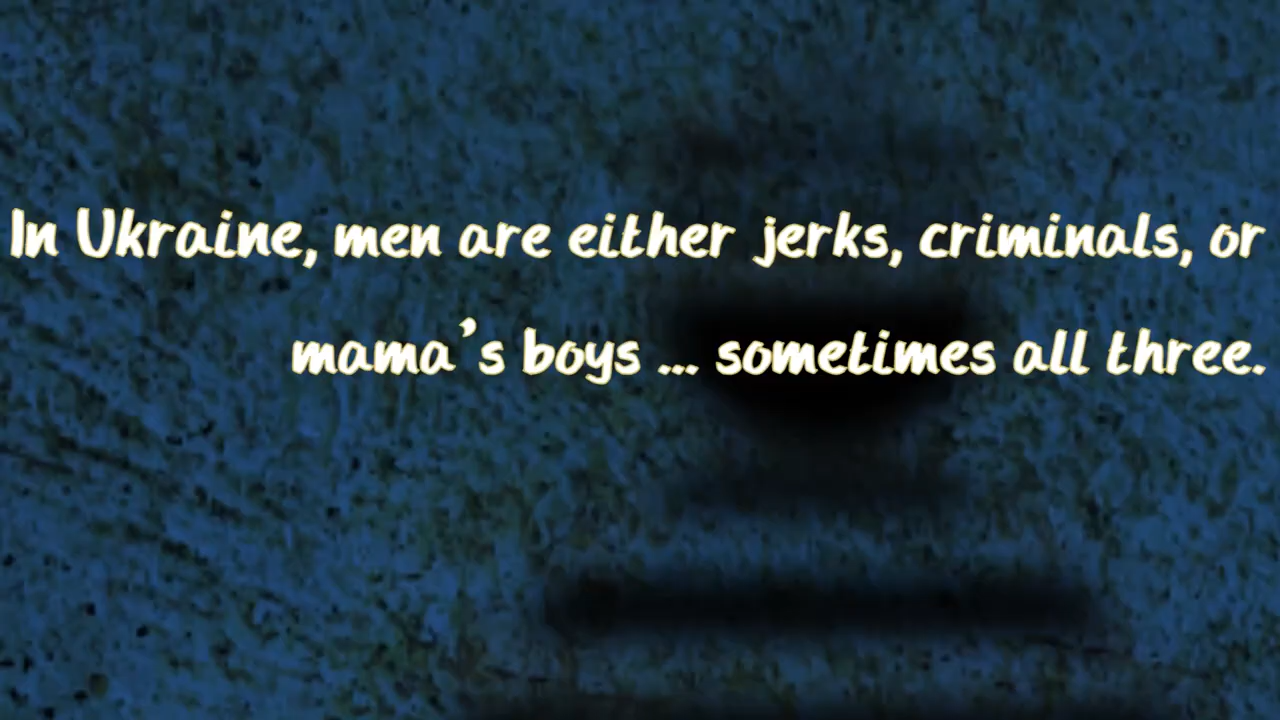 In Ukraine, men are either jerks, criminals, or
mama’s boys ... sometimes all three.